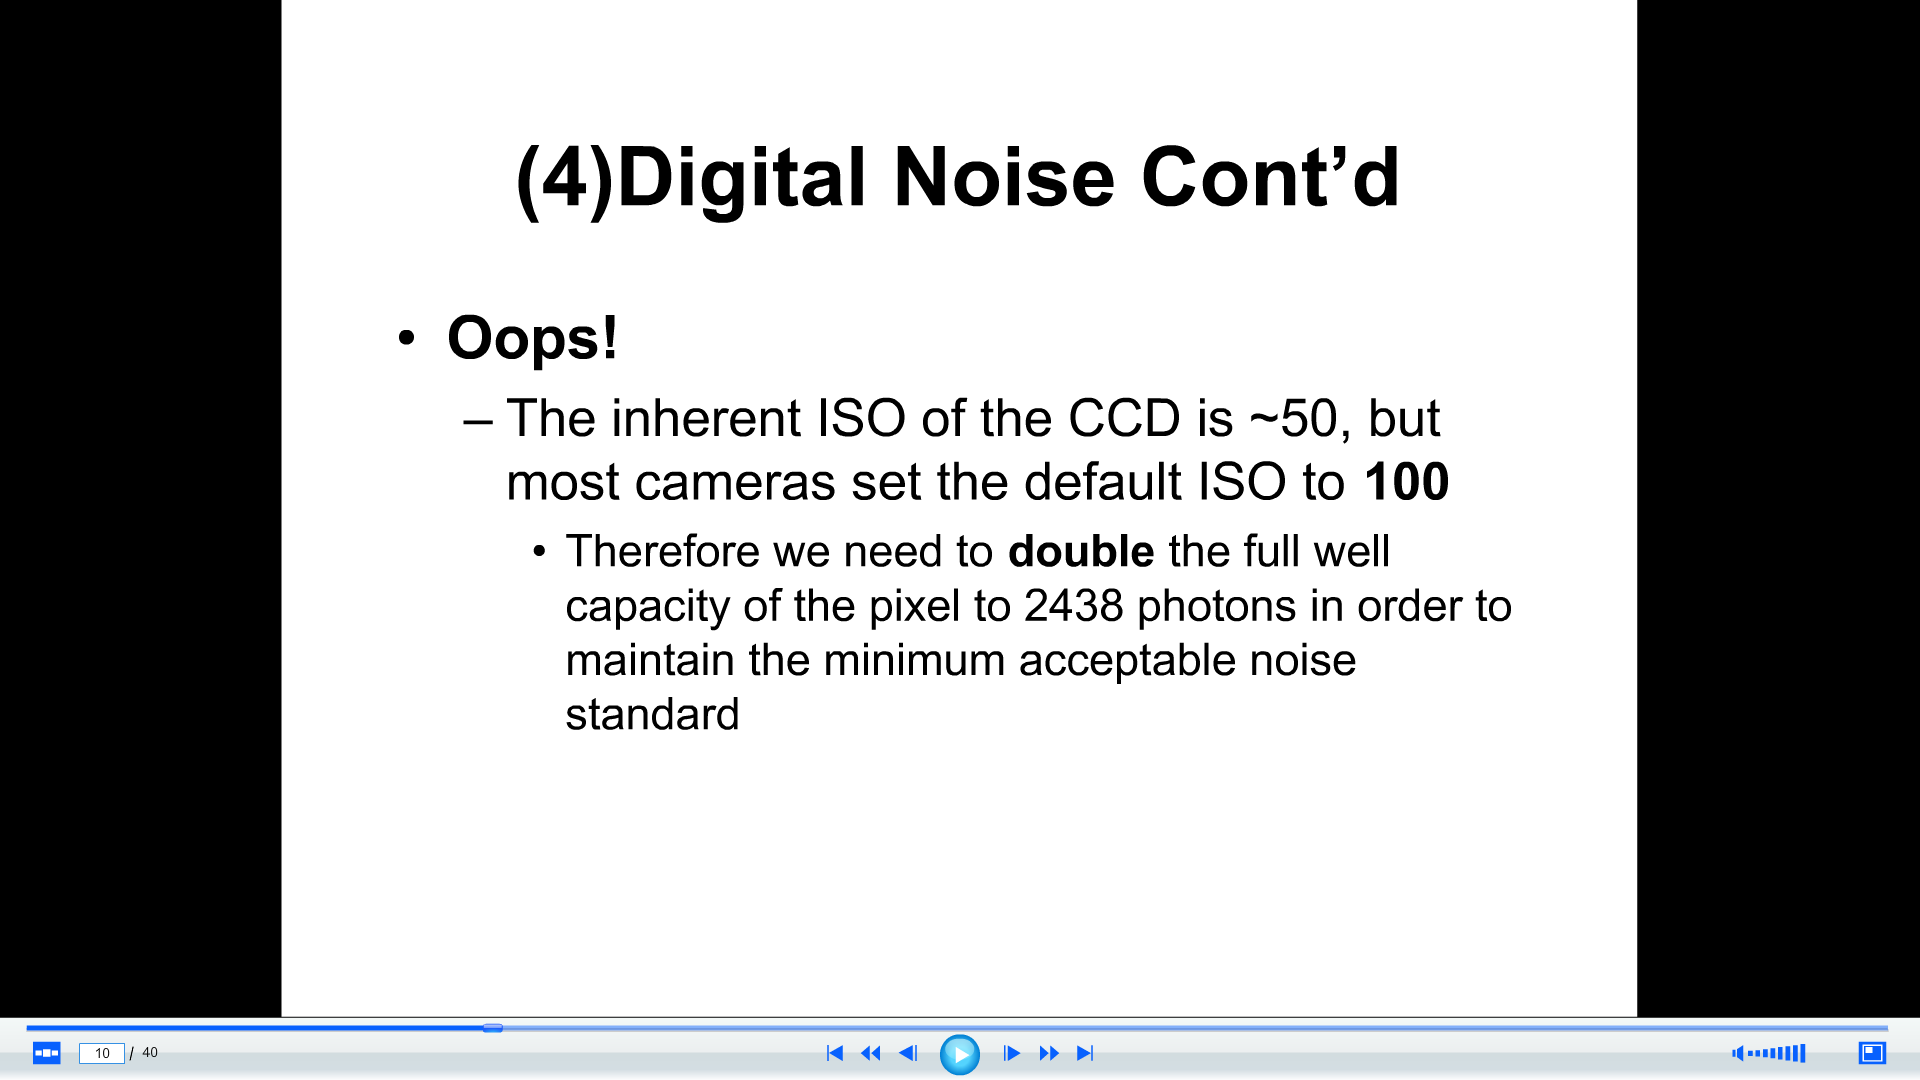 (4)Digital Noise Cont’d
• Oops!
– The inherent ISO of the CCD is ~50, but
most cameras set the default ISO to 100
• Therefore we need to double the full well
capacity of the pixel to 2438 photons in order to
maintain the minimum acceptable noise
standard
10 / 40